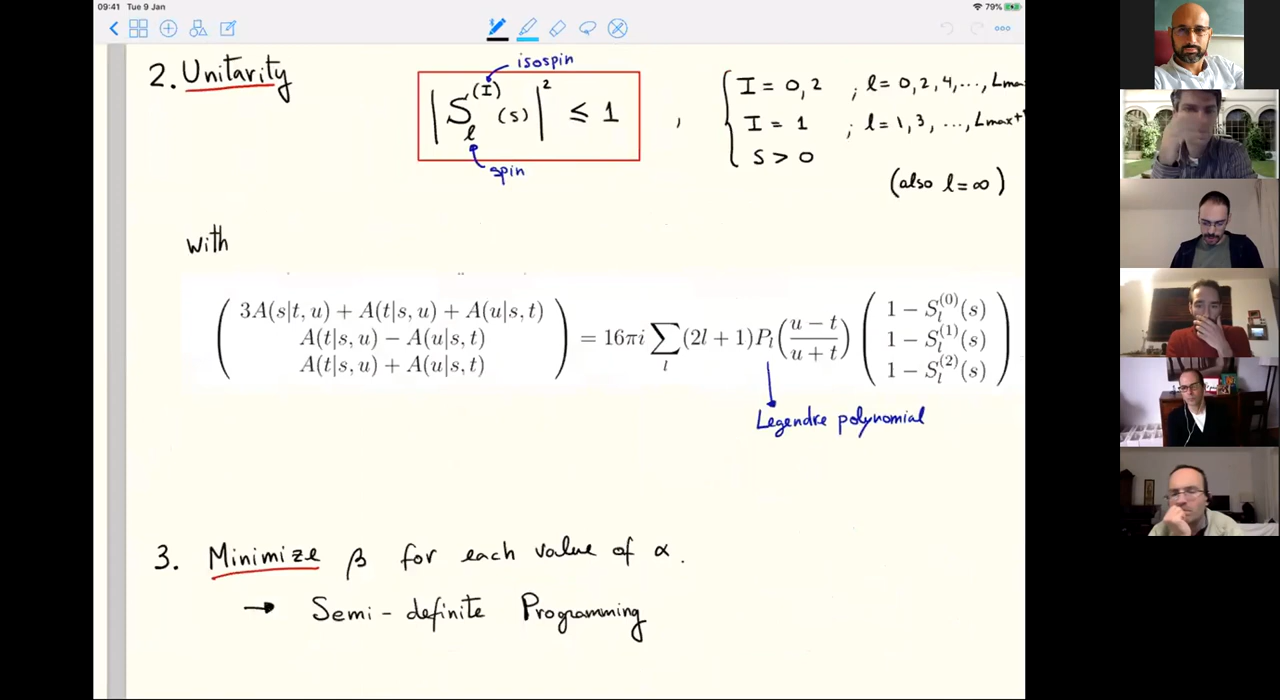 09:41 Tue 9 Jan
79%
2. Unitarity
isospin
|S_l^(I)(s)|² ≤ 1 ,
spin
I = 0, 2 ; l = 0, 2, 4, ..., Lmax
I = 1 ; l = 1, 3, ..., Lmax+
s > 0
(also l = ∞)
with
3A(s|t, u) + A(t|s, u) + A(u|s, t)
A(t|s, u) − A(u|s, t)
A(t|s, u) + A(u|s, t)
= 16πi ∑_l (2l + 1)P_l((u − t)/(u + t))
1 − S_l^(0)(s)
1 − S_l^(1)(s)
1 − S_l^(2)(s)
Legendre polynomial
3. Minimize β for each value of α.
→ Semi-definite Programming